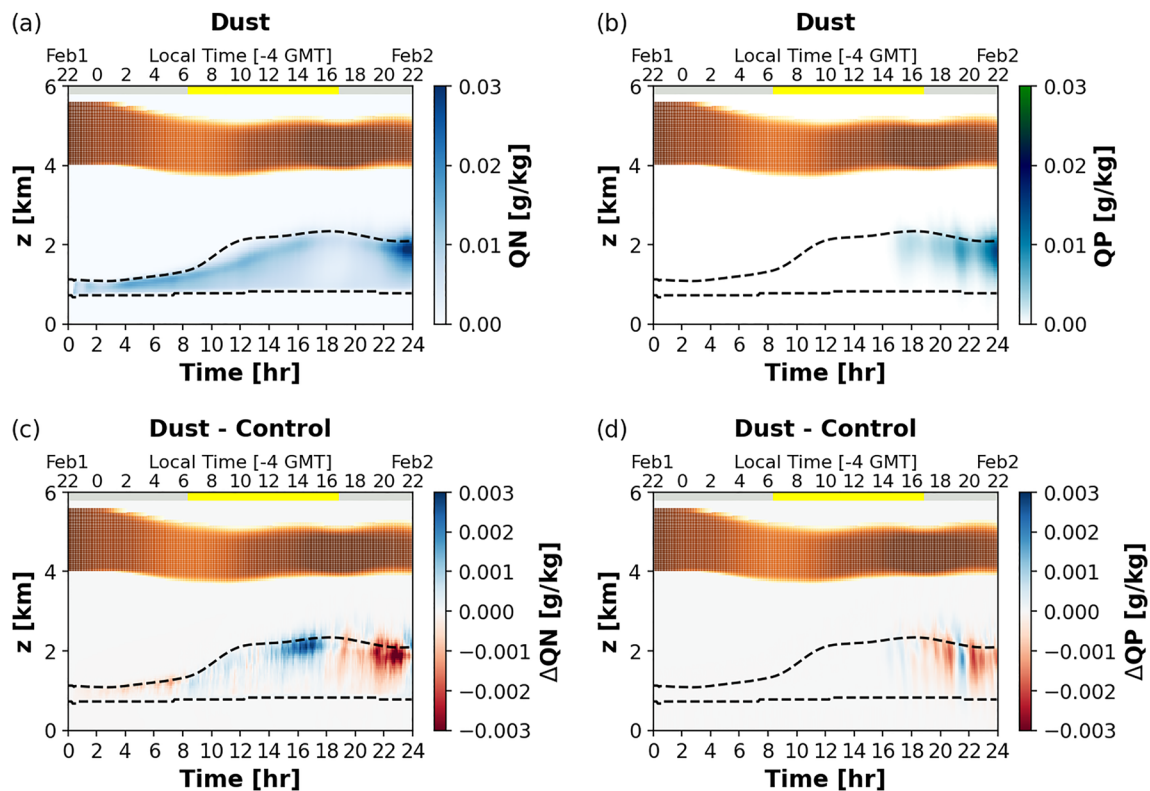 (a) Dust
Feb1 Local Time [-4 GMT] Feb2
22 0 2 4 6 8 10 12 14 16 18 20 22
6
4
2
0
z [km]
0 2 4 6 8 10 12 14 16 18 20 22 24
Time [hr]
0.03
0.02
0.01
0.00
QN [g/kg]
(b) Dust
Feb1 Local Time [-4 GMT] Feb2
22 0 2 4 6 8 10 12 14 16 18 20 22
6
4
2
0
z [km]
0 2 4 6 8 10 12 14 16 18 20 22 24
Time [hr]
0.03
0.02
0.01
0.00
QP [g/kg]
(c) Dust - Control
Feb1 Local Time [-4 GMT] Feb2
22 0 2 4 6 8 10 12 14 16 18 20 22
6
4
2
0
z [km]
0 2 4 6 8 10 12 14 16 18 20 22 24
Time [hr]
0.003
0.002
0.001
0.000
−0.001
−0.002
−0.003
ΔQN [g/kg]
(d) Dust - Control
Feb1 Local Time [-4 GMT] Feb2
22 0 2 4 6 8 10 12 14 16 18 20 22
6
4
2
0
z [km]
0 2 4 6 8 10 12 14 16 18 20 22 24
Time [hr]
0.003
0.002
0.001
0.000
−0.001
−0.002
−0.003
ΔQP [g/kg]